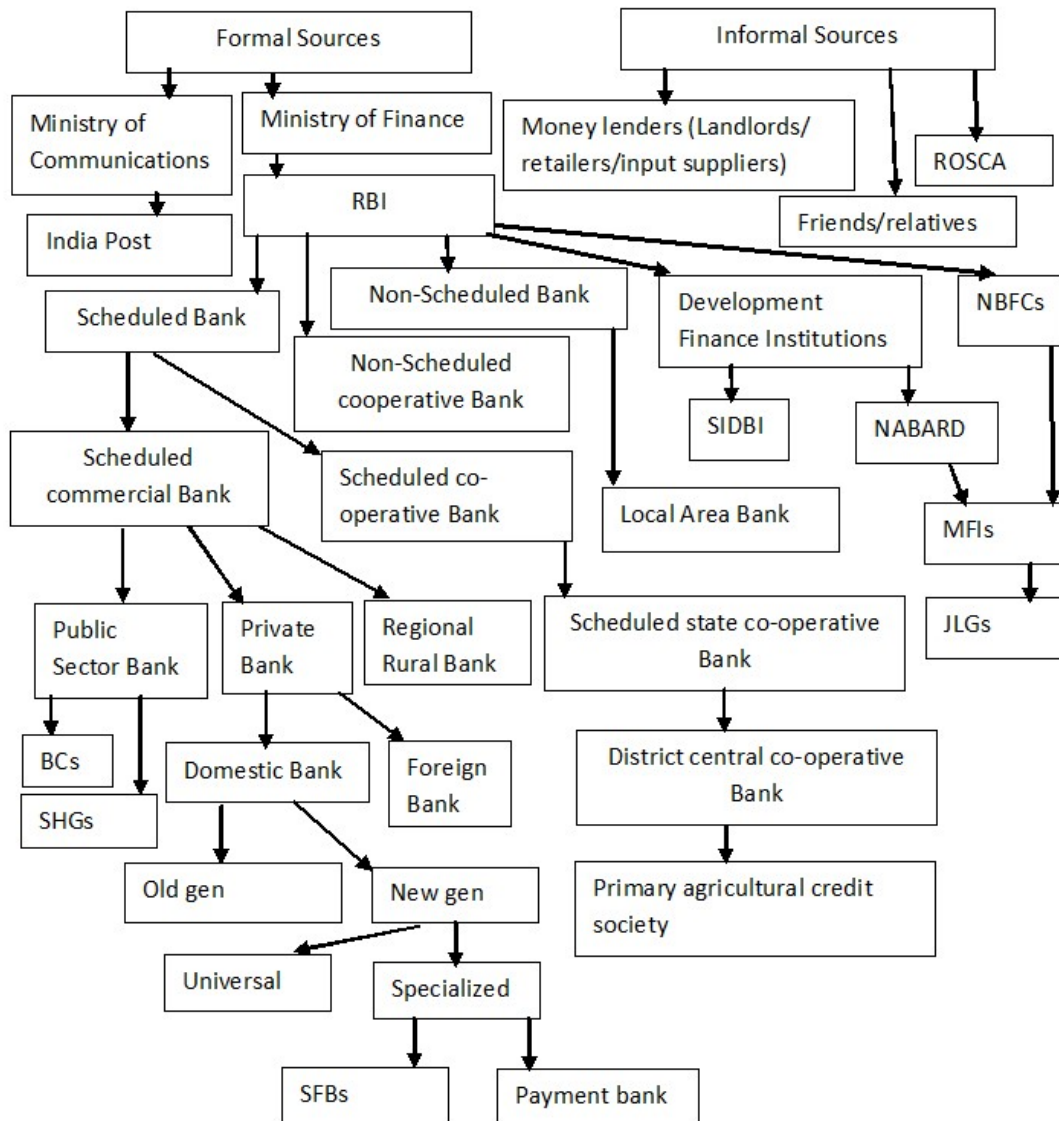 Formal Sources
Informal Sources
Ministry of
Communications
Ministry of Finance
Money lenders (Landlords/
retailers/input suppliers)
ROSCA
RBI
Friends/relatives
India Post
Scheduled Bank
Non-Scheduled Bank
Development
Finance Institutions
NBFCs
Non-Scheduled
cooperative Bank
SIDBI
NABARD
Scheduled
commercial Bank
Scheduled co-
operative Bank
Local Area Bank
MFIs
Public
Sector Bank
Private
Bank
Regional
Rural Bank
Scheduled state co-operative
Bank
JLGs
BCs
SHGs
Domestic Bank
Foreign
Bank
District central co-operative
Bank
Old gen
New gen
Primary agricultural credit
society
Universal
Specialized
SFBs
Payment bank